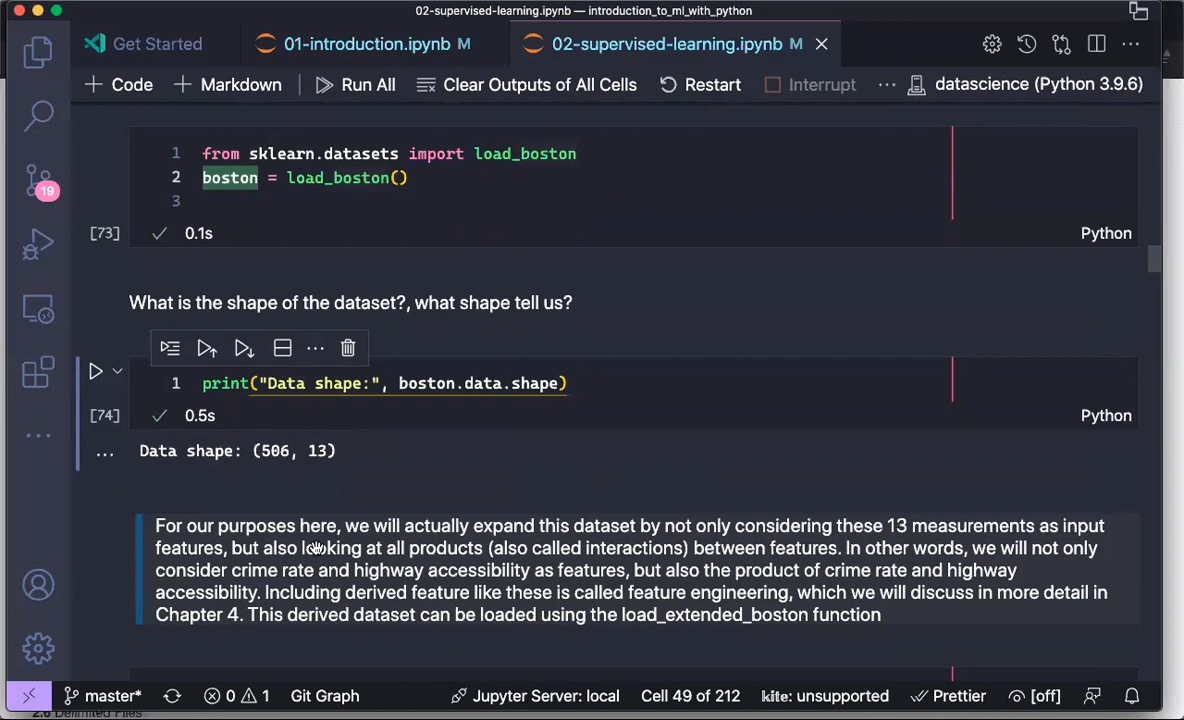 02-supervised-learning.ipynb — introduction_to_ml_with_python
Get Started
01-introduction.ipynb M
02-supervised-learning.ipynb M
+ Code + Markdown Run All Clear Outputs of All Cells Restart Interrupt ... datascience (Python 3.9.6)
1 from sklearn.datasets import load_boston
2 boston = load_boston()
3
[73] ✓ 0.1s Python
19
What is the shape of the dataset?, what shape tell us?
1 print("Data shape:", boston.data.shape)
[74] ✓ 0.5s Python
... Data shape: (506, 13)
For our purposes here, we will actually expand this dataset by not only considering these 13 measurements as input
features, but also looking at all products (also called interactions) between features. In other words, we will not only
consider crime rate and highway accessibility as features, but also the product of crime rate and highway
accessibility. Including derived feature like these is called feature engineering, which we will discuss in more detail in
Chapter 4. This derived dataset can be loaded using the load_extended_boston function
master* 0 1 Git Graph Jupyter Server: local Cell 49 of 212 kite: unsupported Prettier [off]
2.6 Delimited Files